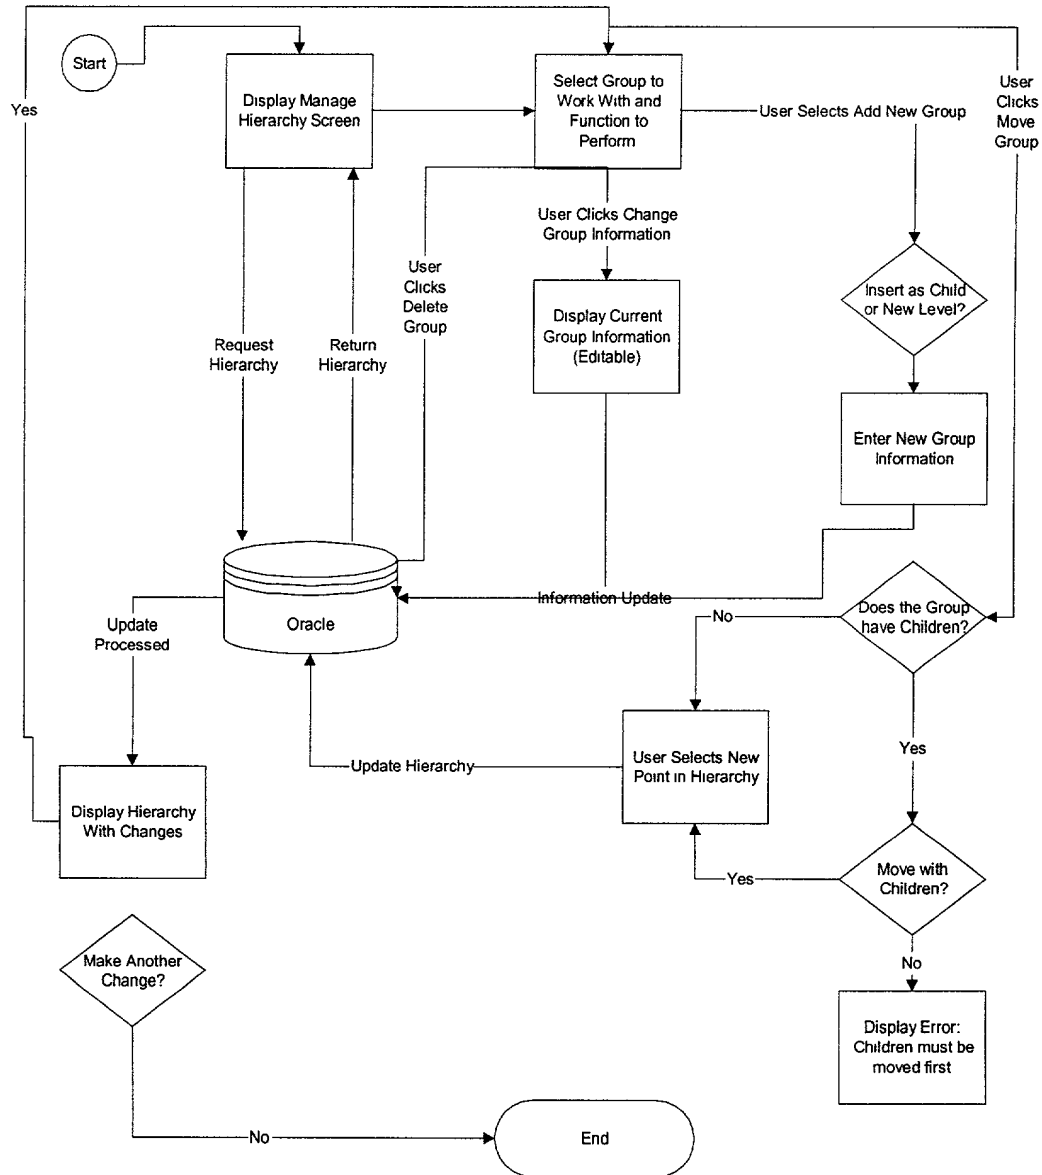 Start
Yes
Display Manage
Hierarchy Screen
Select Group to
Work With and
Function to
Perform
User Selects Add New Group
User
Clicks
Move
Group
User Clicks Change
Group Information
User
Clicks
Delete
Group
Insert as Child
or New Level?
Display Current
Group Information
(Editable)
Request
Hierarchy
Return
Hierarchy
Enter New Group
Information
Information Update
Oracle
Does the Group
have Children?
No
Update
Processed
Yes
Update Hierarchy
User Selects New
Point in Hierarchy
Display Hierarchy
With Changes
Yes
Move with
Children?
Make Another
Change?
No
Display Error:
Children must be
moved first
No
End